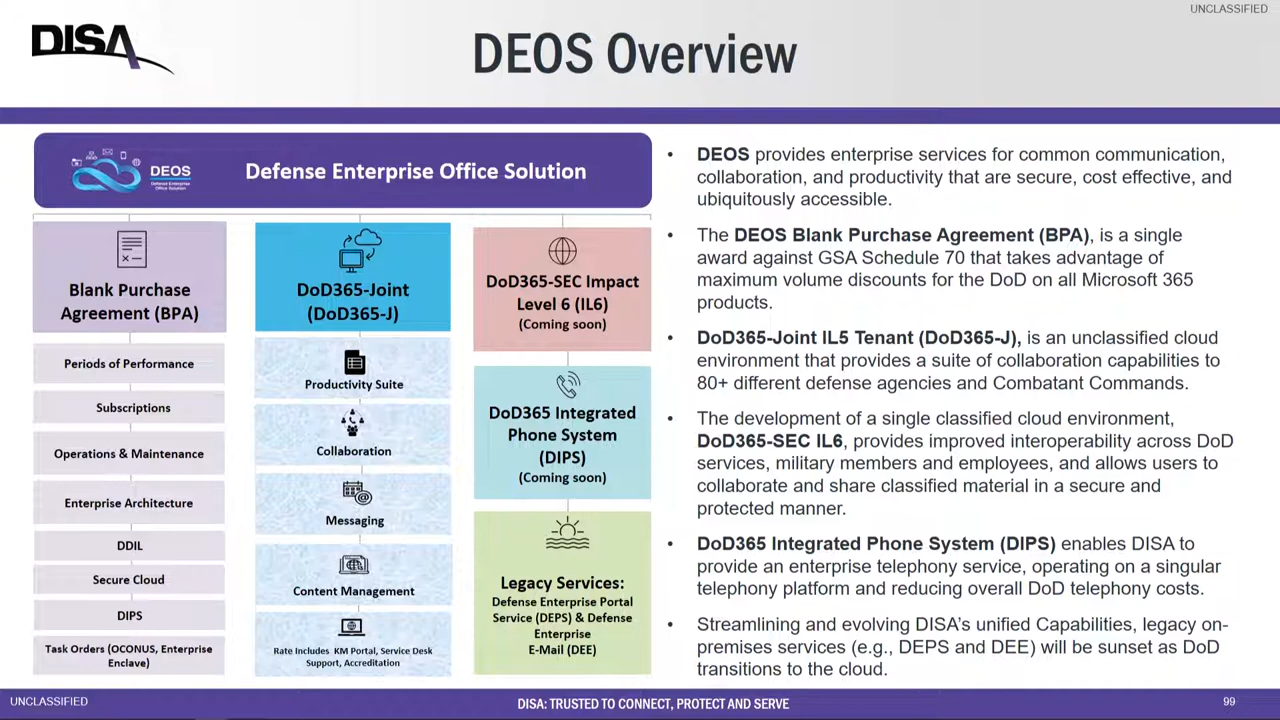 UNCLASSIFIED
DISA
DEOS Overview
DEOS
Defense Enterprise
Office Solution
Defense Enterprise Office Solution
Blank Purchase
Agreement (BPA)
Periods of Performance
Subscriptions
Operations & Maintenance
Enterprise Architecture
DDIL
Secure Cloud
DIPS
Task Orders (OCONUS, Enterprise
Enclave)
DoD365-Joint
(DoD365-J)
Productivity Suite
Collaboration
Messaging
Content Management
Rate Includes KM Portal, Service Desk
Support, Accreditation
DoD365-SEC Impact
Level 6 (IL6)
(Coming soon)
DoD365 Integrated
Phone System
(DIPS)
(Coming soon)
Legacy Services:
Defense Enterprise Portal
Service (DEPS) & Defense
Enterprise
E-Mail (DEE)
• DEOS provides enterprise services for common communication,
collaboration, and productivity that are secure, cost effective, and
ubiquitously accessible.
• The DEOS Blank Purchase Agreement (BPA), is a single
award against GSA Schedule 70 that takes advantage of
maximum volume discounts for the DoD on all Microsoft 365
products.
• DoD365-Joint IL5 Tenant (DoD365-J), is an unclassified cloud
environment that provides a suite of collaboration capabilities to
80+ different defense agencies and Combatant Commands.
• The development of a single classified cloud environment,
DoD365-SEC IL6, provides improved interoperability across DoD
services, military members and employees, and allows users to
collaborate and share classified material in a secure and
protected manner.
• DoD365 Integrated Phone System (DIPS) enables DISA to
provide an enterprise telephony service, operating on a singular
telephony platform and reducing overall DoD telephony costs.
• Streamlining and evolving DISA's unified Capabilities, legacy on-
premises services (e.g., DEPS and DEE) will be sunset as DoD
transitions to the cloud.
UNCLASSIFIED
DISA: TRUSTED TO CONNECT, PROTECT AND SERVE
99